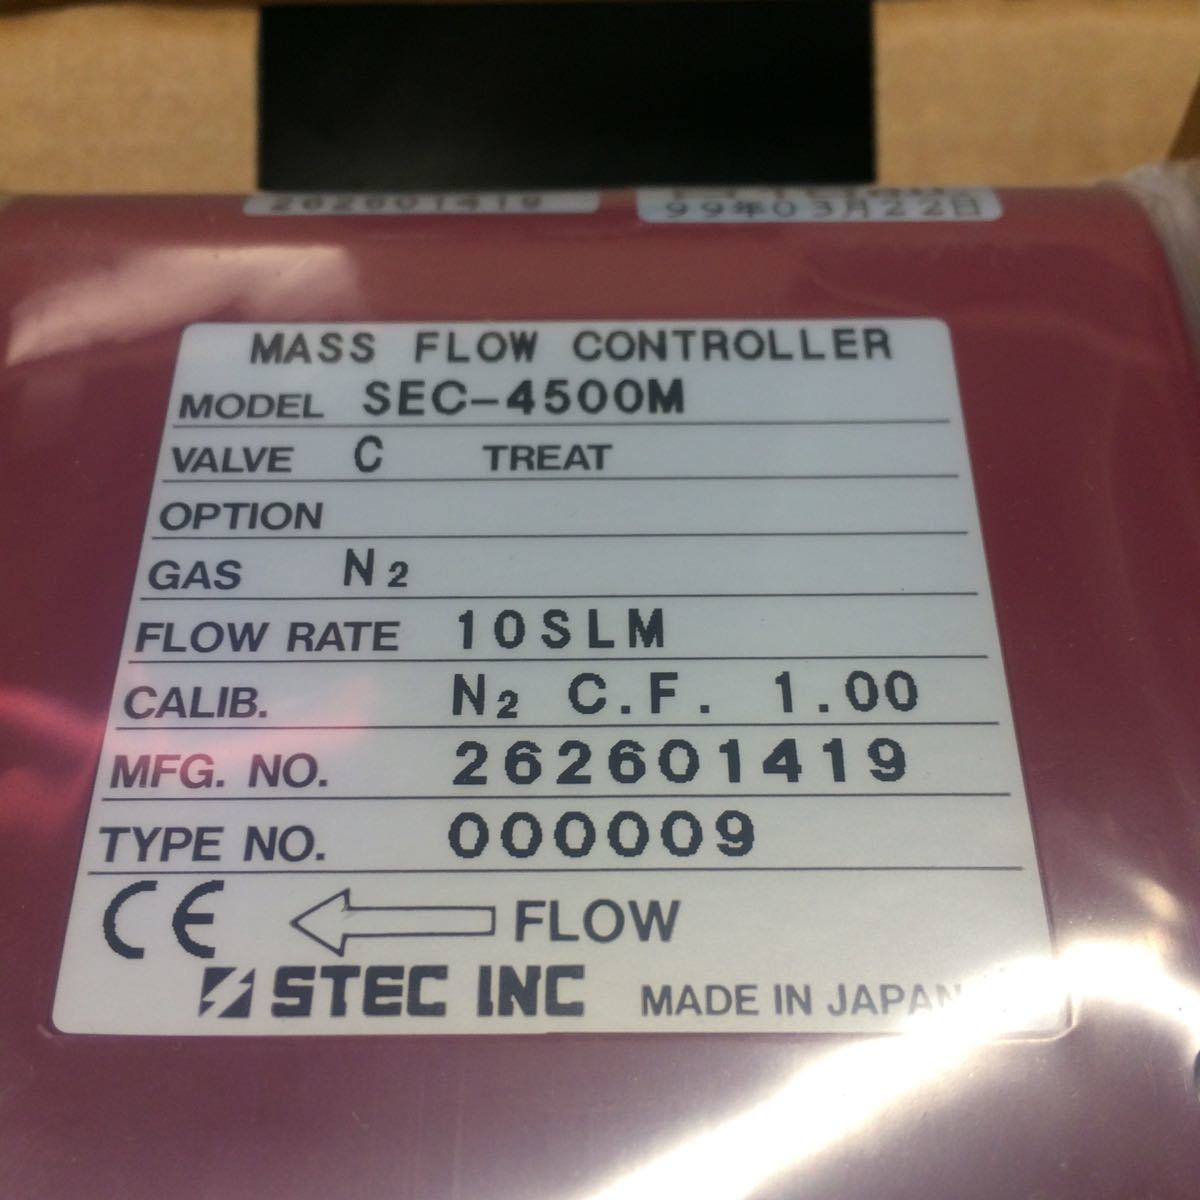 262601419
99年03月22日
MASS FLOW CONTROLLER
MODEL SEC-4500M
VALVE C TREAT
OPTION
GAS N2
FLOW RATE 10SLM
CALIB. N2 C.F. 1.00
MFG. NO. 262601419
TYPE NO. 000009
CE FLOW
STEC INC MADE IN JAPAN